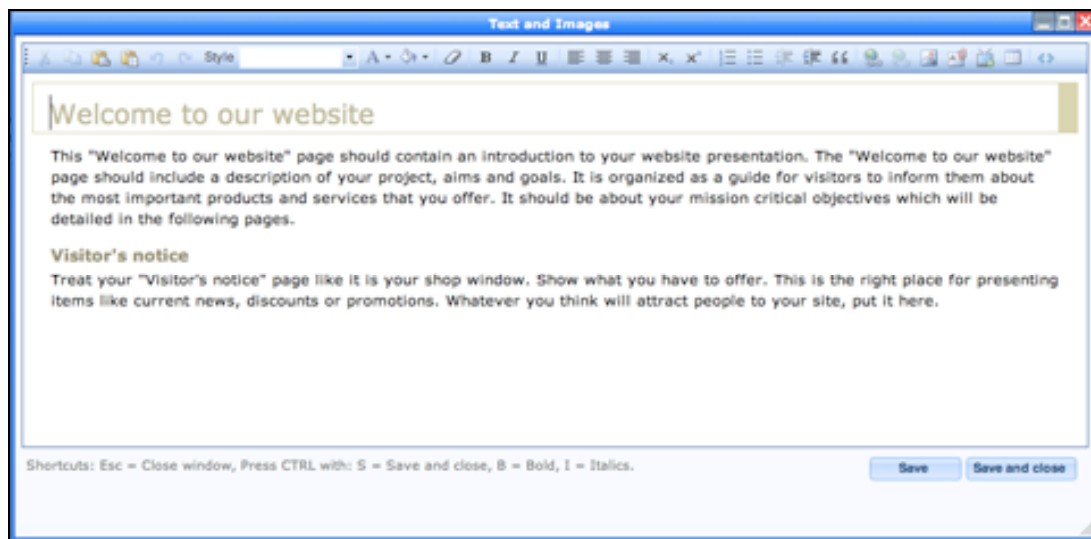 Text and Images
Style
Welcome to our website
This "Welcome to our website" page should contain an introduction to your website presentation. The "Welcome to our website"
page should include a description of your project, aims and goals. It is organized as a guide for visitors to inform them about
the most important products and services that you offer. It should be about your mission critical objectives which will be
detailed in the following pages.
Visitor's notice
Treat your "Visitor's notice" page like it is your shop window. Show what you have to offer. This is the right place for presenting
items like current news, discounts or promotions. Whatever you think will attract people to your site, put it here.
Shortcuts: Esc = Close window, Press CTRL with: S = Save and close, B = Bold, I = Italics.
Save Save and close